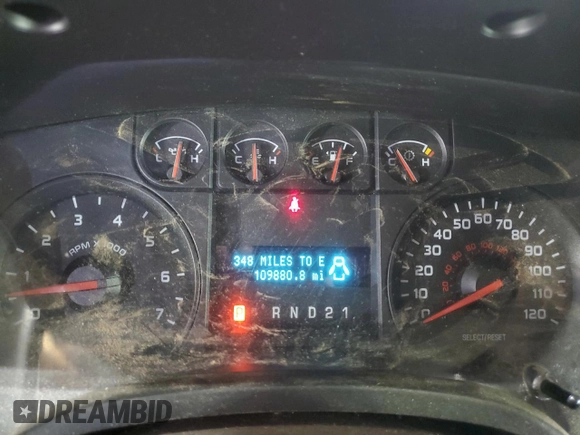 L H
C H
E F
C H
0 1 2 3 4 5 6 7
*RPM X 1000
348 MILES TO E
109880.8 mi
P R N D 2 1
0 10 20 30 40 50 60 70 80 90 100 110 120
SELECT/RESET
DREAMBID